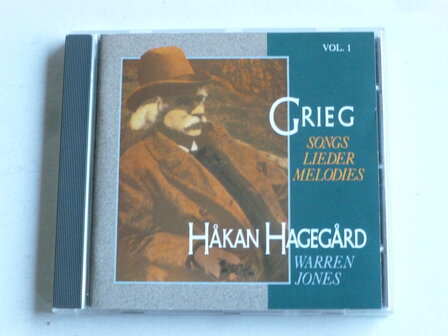 VOL. 1
GRIEG
SONGS
LIEDER
MELODIES
HÅKAN HAGEGÅRD
WARREN
JONES